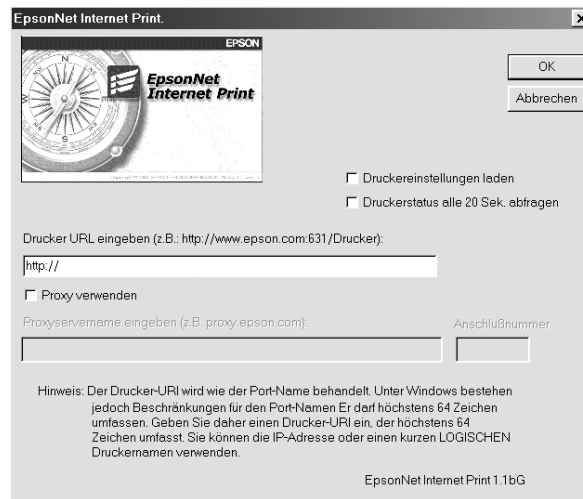 EpsonNet Internet Print.
EPSON
N
EpsonNet
Internet Print
OK
Abbrechen
Druckereinstellungen laden
Druckerstatus alle 20 Sek. abfragen
Drucker URL eingeben (z.B.: http://www.epson.com:631/Drucker):
http://
Proxy verwenden
Proxyservername eingeben (z.B. proxy.epson.com):
Anschlußnummer
Hinweis: Der Drucker-URI wird wie der Port-Name behandelt. Unter Windows bestehen
jedoch Beschränkungen für den Port-Namen Er darf höchstens 64 Zeichen
umfassen. Geben Sie daher einen Drucker-URI ein, der höchstens 64
Zeichen umfasst. Sie können die IP-Adresse oder einen kurzen LOGISCHEN
Druckernamen verwenden.
EpsonNet Internet Print 1.1bG